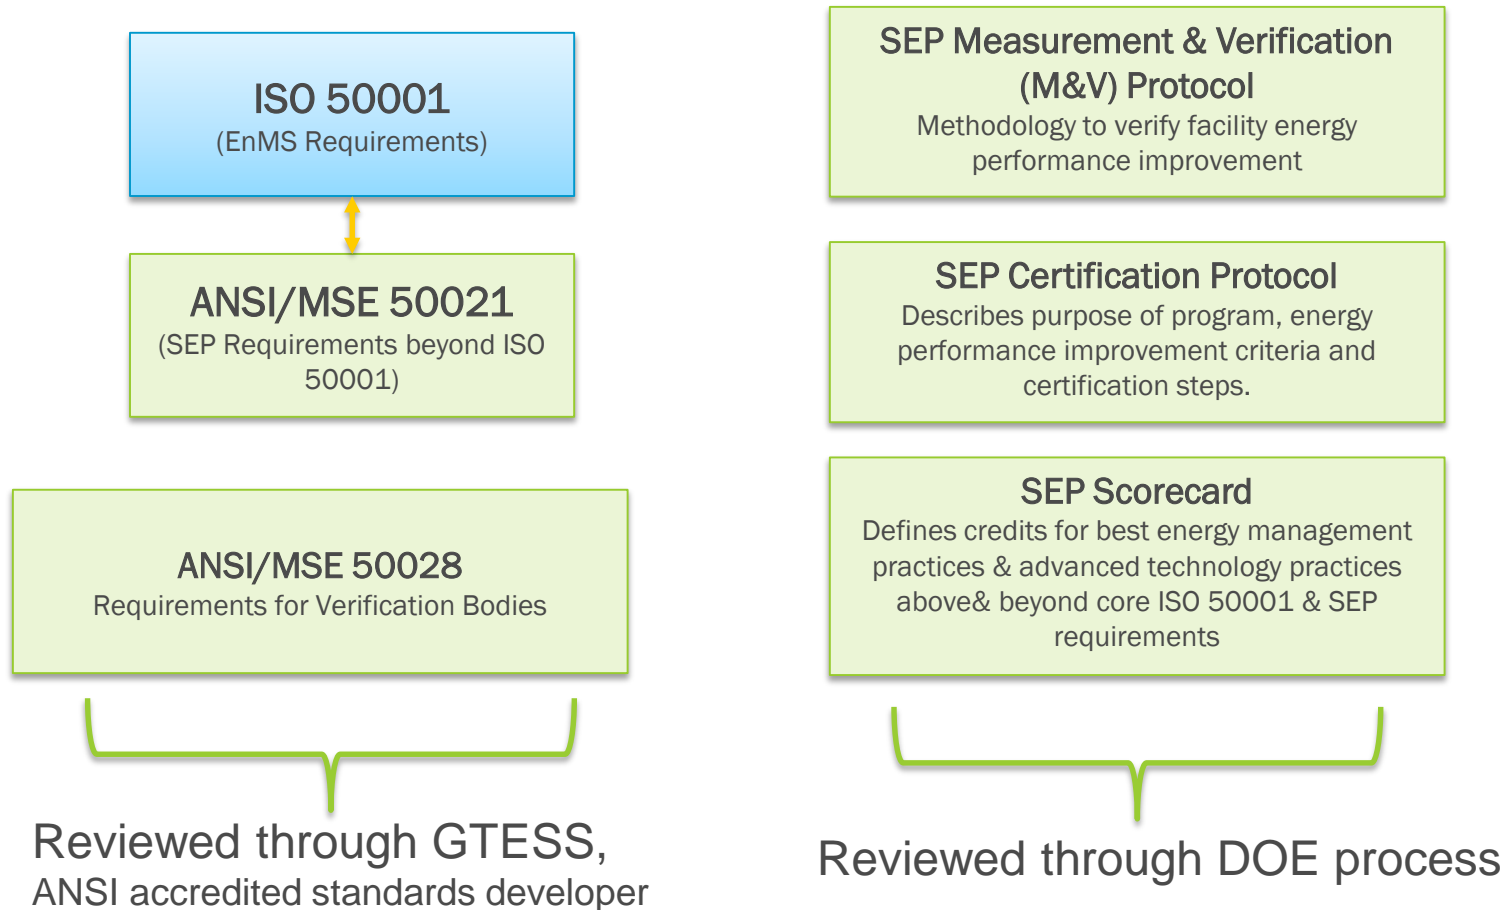 ISO 50001
(EnMS Requirements)
ANSI/MSE 50021
(SEP Requirements beyond ISO
50001)
ANSI/MSE 50028
Requirements for Verification Bodies
Reviewed through GTESS,
ANSI accredited standards developer
SEP Measurement & Verification
(M&V) Protocol
Methodology to verify facility energy
performance improvement
SEP Certification Protocol
Describes purpose of program, energy
performance improvement criteria and
certification steps.
SEP Scorecard
Defines credits for best energy management
practices & advanced technology practices
above& beyond core ISO 50001 & SEP
requirements
Reviewed through DOE process